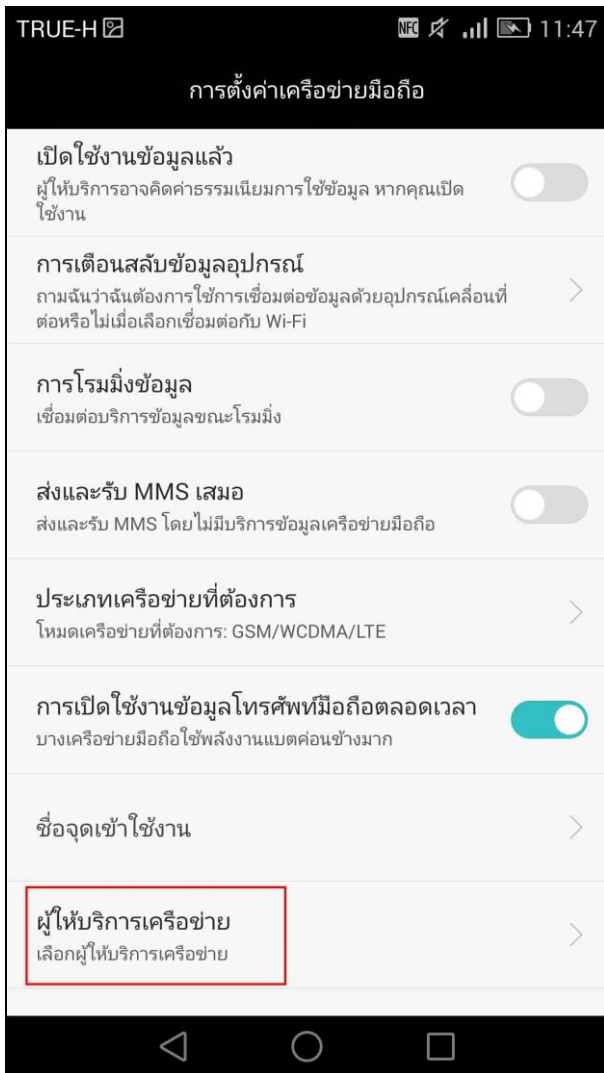 TRUE-H NFC 11:47
การตั้งค่าเครือข่ายมือถือ
เปิดใช้งานข้อมูลแล้ว
ผู้ให้บริการอาจคิดค่าธรรมเนียมการใช้ข้อมูล หากคุณเปิด
ใช้งาน
การเตือนสลับข้อมูลอุปกรณ์
ถามฉันว่าฉันต้องการใช้การเชื่อมต่อข้อมูลด้วยอุปกรณ์เคลื่อนที่
ต่อหรือไม่เมื่อเลือกเชื่อมต่อกับ Wi-Fi
การโรมมิ่งข้อมูล
เชื่อมต่อบริการข้อมูลขณะโรมมิ่ง
ส่งและรับ MMS เสมอ
ส่งและรับ MMS โดยไม่มีบริการข้อมูลเครือข่ายมือถือ
ประเภทเครือข่ายที่ต้องการ
โหมดเครือข่ายที่ต้องการ: GSM/WCDMA/LTE
การเปิดใช้งานข้อมูลโทรศัพท์มือถือตลอดเวลา
บางเครือข่ายมือถือใช้พลังงานแบตค่อนข้างมาก
ชื่อจุดเข้าใช้งาน
ผู้ให้บริการเครือข่าย
เลือกผู้ให้บริการเครือข่าย